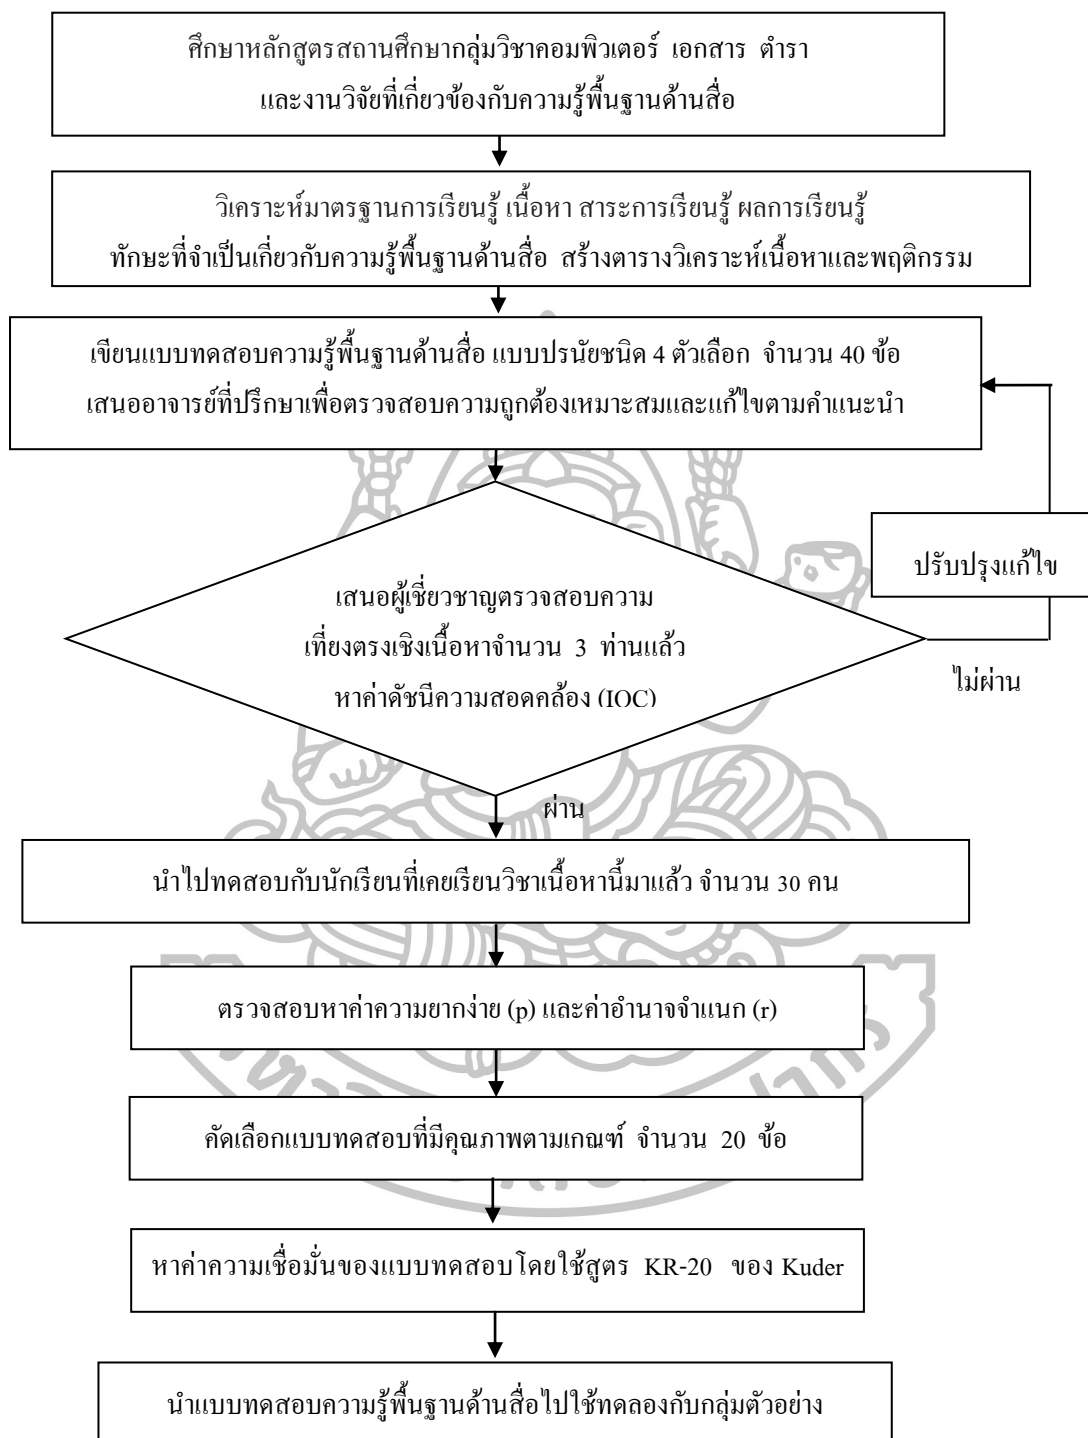 ศึกษาหลักสูตรสถานศึกษากลุ่มวิชาคอมพิวเตอร์ เอกสาร ตำรา
และงานวิจัยที่เกี่ยวข้องกับความรู้พื้นฐานด้านสื่อ
วิเคราะห์มาตรฐานการเรียนรู้ เนื้อหา สาระการเรียนรู้ ผลการเรียนรู้
ทักษะที่จำเป็นเกี่ยวกับความรู้พื้นฐานด้านสื่อ สร้างตารางวิเคราะห์เนื้อหาและพฤติกรรม
เขียนแบบทดสอบความรู้พื้นฐานด้านสื่อ แบบปรนัยชนิด 4 ตัวเลือก จำนวน 40 ข้อ
เสนออาจารย์ที่ปรึกษาเพื่อตรวจสอบความถูกต้องเหมาะสมและแก้ไขตามคำแนะนำ
ปรับปรุงแก้ไข
เสนอผู้เชี่ยวชาญตรวจสอบความ
เที่ยงตรงเชิงเนื้อหาจำนวน 3 ท่านแล้ว
หาค่าดัชนีความสอดคล้อง (IOC)
ไม่ผ่าน
ผ่าน
นำไปทดสอบกับนักเรียนที่เคยเรียนวิชาเนื้อหานี้มาแล้ว จำนวน 30 คน
ตรวจสอบหาค่าความยากง่าย (p) และค่าอำนาจจำแนก (r)
คัดเลือกแบบทดสอบที่มีคุณภาพตามเกณฑ์ จำนวน 20 ข้อ
หาค่าความเชื่อมั่นของแบบทดสอบโดยใช้สูตร KR-20 ของ Kuder
นำแบบทดสอบความรู้พื้นฐานด้านสื่อไปใช้ทดลองกับกลุ่มตัวอย่าง